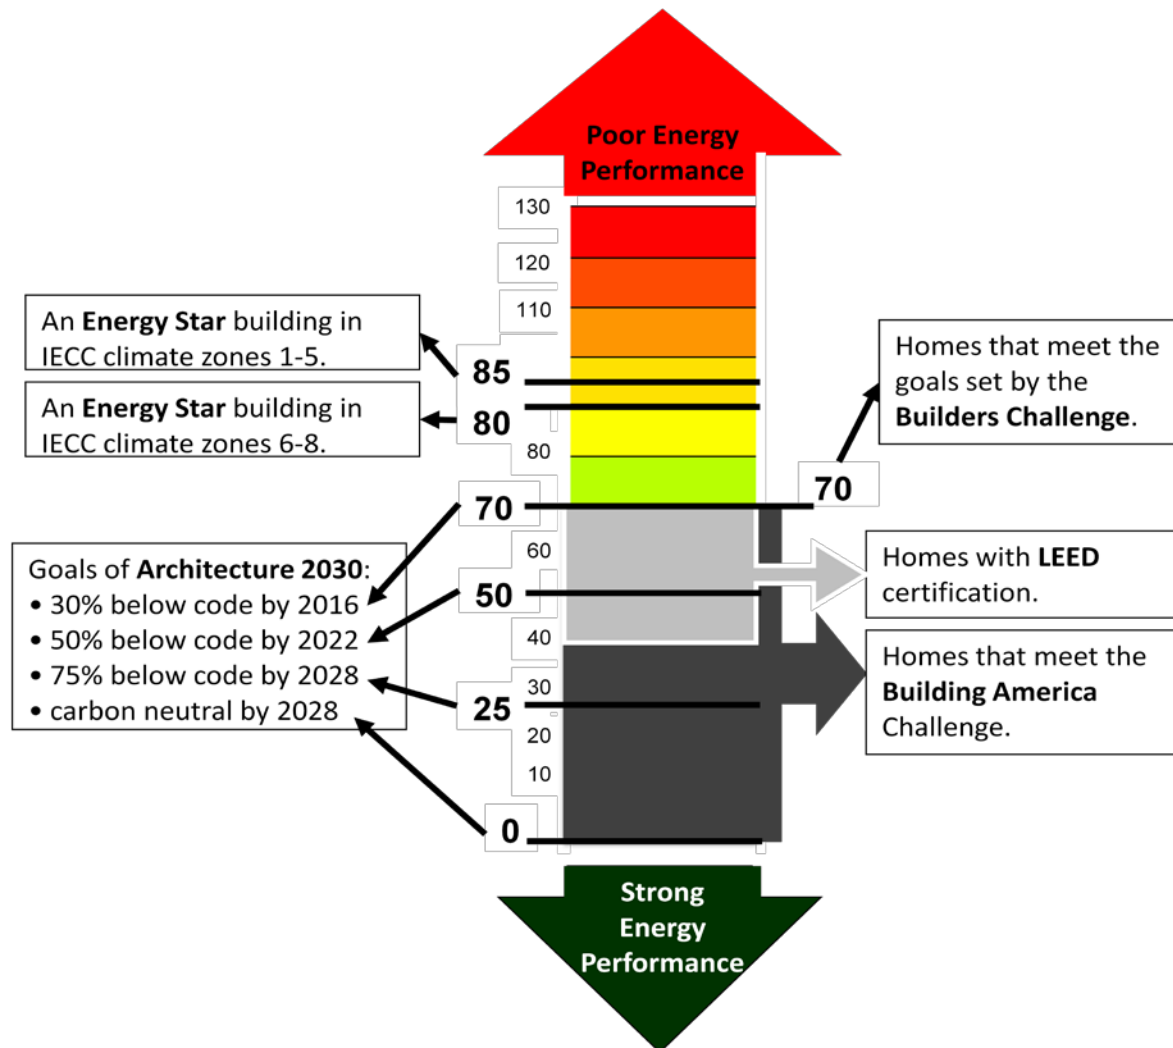 Poor Energy
Performance
130
120
110
An Energy Star building in
IECC climate zones 1-5.
85
An Energy Star building in
IECC climate zones 6-8.
80
80
Homes that meet the
goals set by the
Builders Challenge.
70
70
Goals of Architecture 2030:
• 30% below code by 2016
• 50% below code by 2022
• 75% below code by 2028
• carbon neutral by 2028
60
50
40
30
25
20
10
0
Homes with LEED
certification.
Homes that meet the
Building America
Challenge.
Strong
Energy
Performance